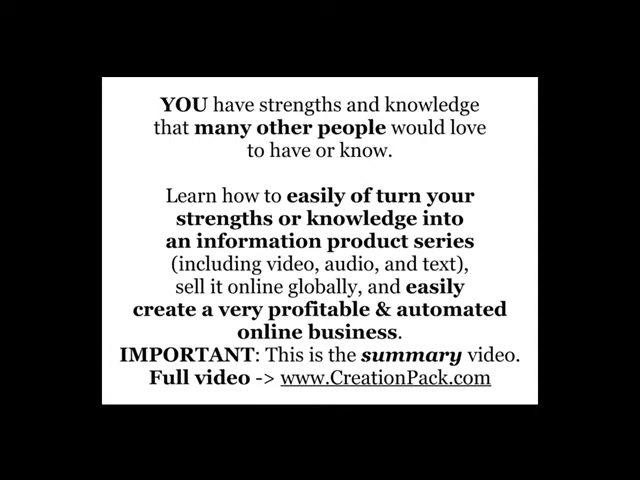 YOU have strengths and knowledge
that many other people would love
to have or know.
Learn how to easily of turn your
strengths or knowledge into
an information product series
(including video, audio, and text),
sell it online globally, and easily
create a very profitable & automated
online business.
IMPORTANT: This is the summary video.
Full video -> www.CreationPack.com